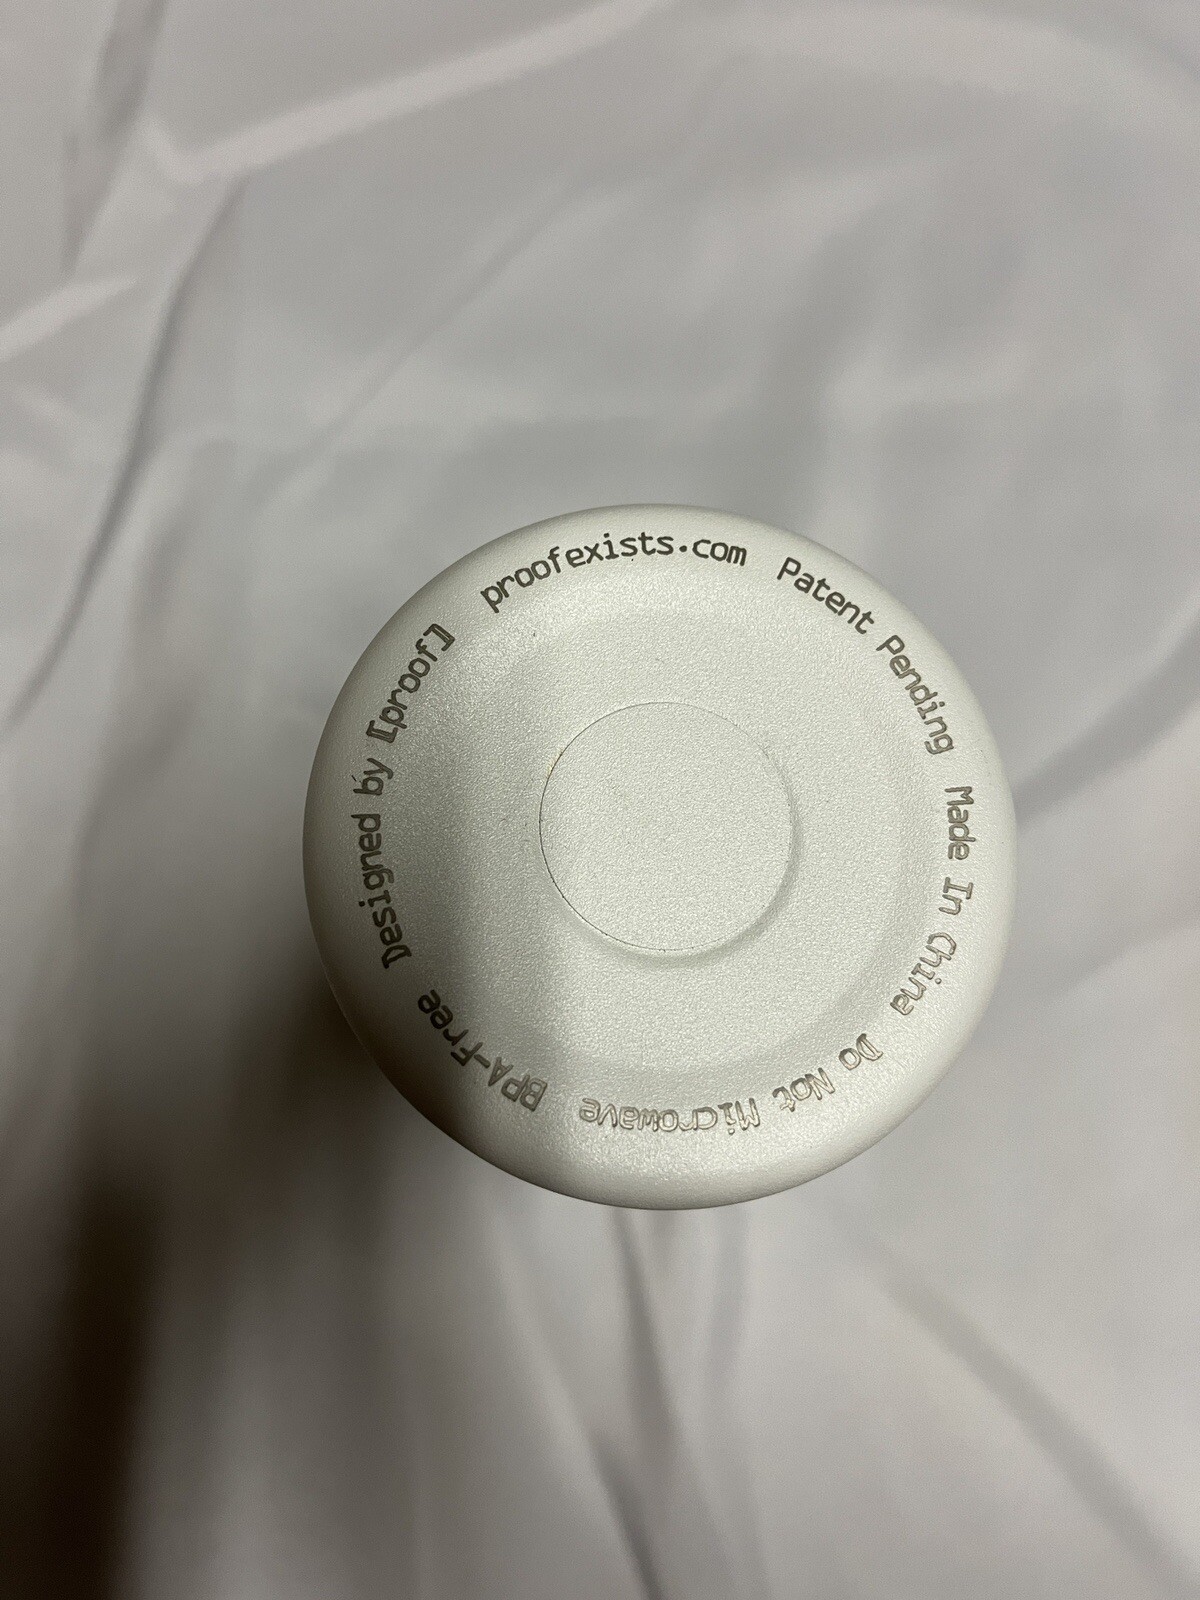 proofexists.com
Patent Pending
Made In China
Do Not Microwave
BPA-Free
Designed by [proof]